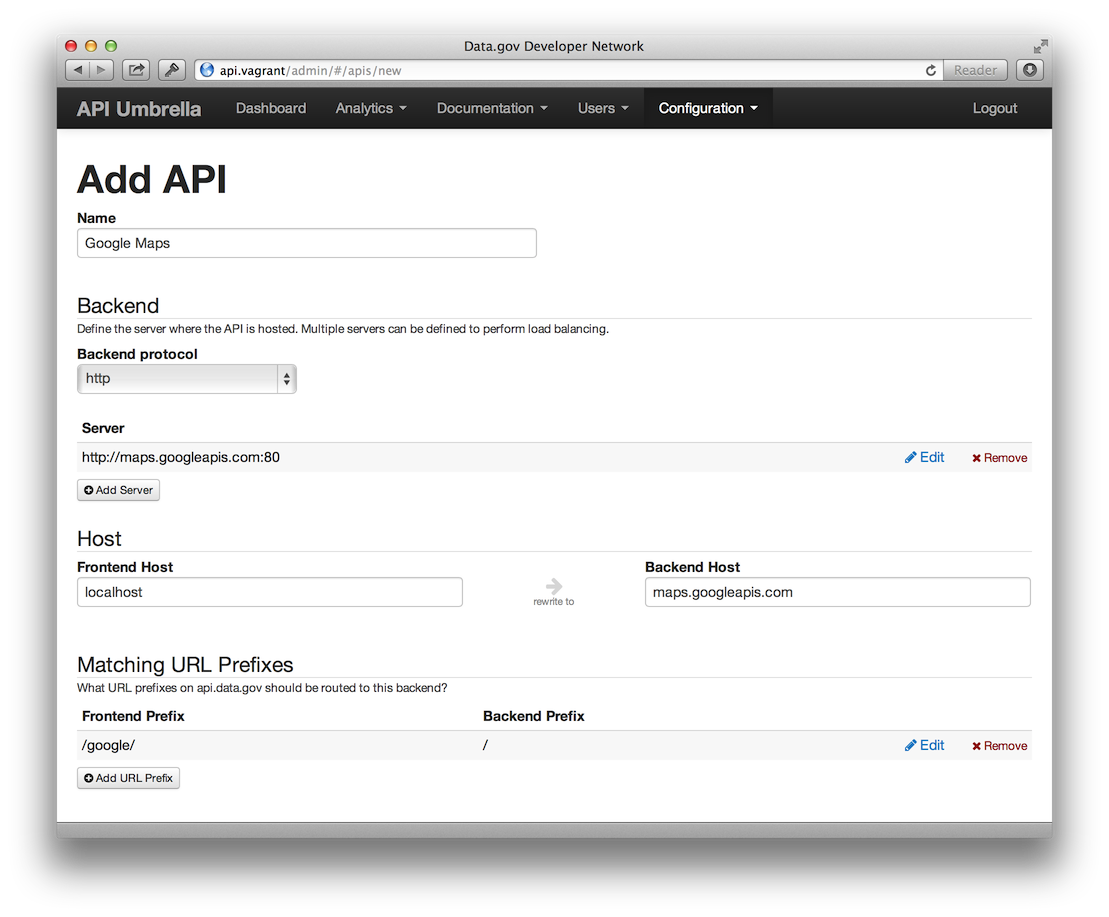 Data.gov Developer Network
api.vagrant/admin/#/apis/new
Reader
API Umbrella Dashboard Analytics Documentation Users Configuration Logout
Add API
Name
Google Maps
Backend
Define the server where the API is hosted. Multiple servers can be defined to perform load balancing.
Backend protocol
http
Server
http://maps.googleapis.com:80 Edit Remove
Add Server
Host
Frontend Host Backend Host
localhost maps.googleapis.com
rewrite to
Matching URL Prefixes
What URL prefixes on api.data.gov should be routed to this backend?
Frontend Prefix Backend Prefix
/google/ / Edit Remove
Add URL Prefix